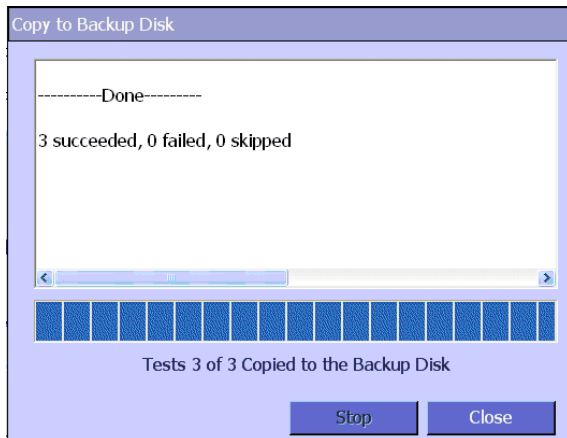 Copy to Backup Disk
----------Done---------
3 succeeded, 0 failed, 0 skipped
Tests 3 of 3 Copied to the Backup Disk
Stop
Close